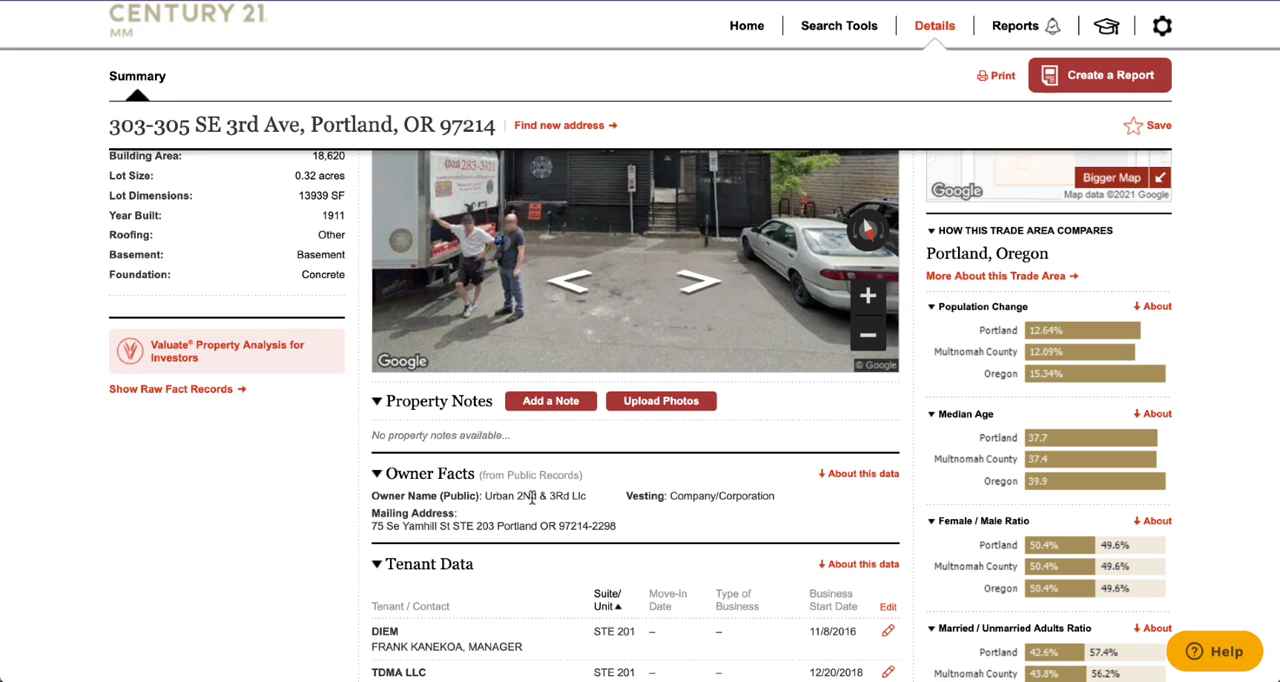 CENTURY 21
MM
Home
Search Tools
Details
Reports
Summary
Print
Create a Report
303-305 SE 3rd Ave, Portland, OR 97214
Find new address
Save
Building Area: 18,620
Lot Size: 0.32 acres
Lot Dimensions: 13939 SF
Year Built: 1911
Roofing: Other
Basement: Basement
Foundation: Concrete
Valuate® Property Analysis for
Investors
Show Raw Fact Records
Google
© Google
Property Notes
Add a Note
Upload Photos
No property notes available...
Owner Facts (from Public Records)
About this data
Owner Name (Public): Urban 2Nd & 3Rd Llc
Vesting: Company/Corporation
Mailing Address:
75 Se Yamhill St STE 203 Portland OR 97214-2298
Tenant Data
About this data
Tenant / Contact
Suite/
Unit
Move-In
Date
Type of
Business
Business
Start Date
Edit
DIEM STE 201 – – 11/8/2016
FRANK KANEKOA, MANAGER
TDMA LLC STE 201 – – 12/20/2018
Google
Bigger Map
Map data ©2021 Google
HOW THIS TRADE AREA COMPARES
Portland, Oregon
More About this Trade Area
Population Change About
Portland 12.64%
Multnomah County 12.09%
Oregon 15.34%
Median Age About
Portland 37.7
Multnomah County 37.4
Oregon 39.9
Female / Male Ratio About
Portland 50.4% 49.6%
Multnomah County 50.4% 49.6%
Oregon 50.4% 49.6%
Married / Unmarried Adults Ratio About
Portland 42.6% 57.4%
Multnomah County 43.8% 56.2%
Help